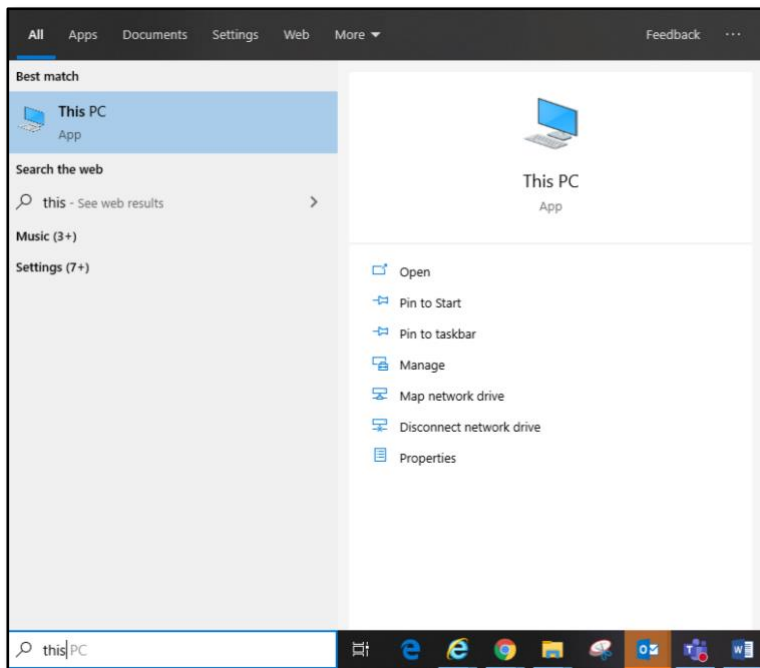 All Apps Documents Settings Web More Feedback ...
Best match
This PC
App
Search the web
this - See web results
Music (3+)
Settings (7+)
This PC
App
Open
Pin to Start
Pin to taskbar
Manage
Map network drive
Disconnect network drive
Properties
this PC